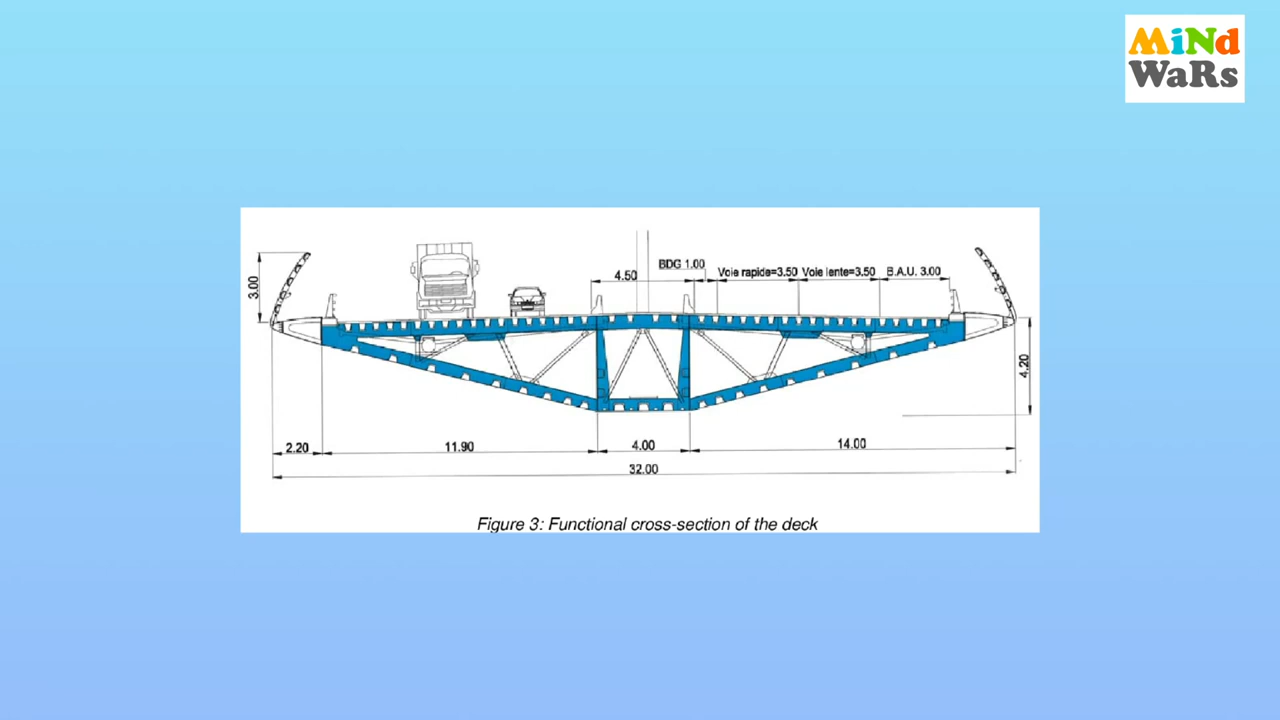 MiNd
WaRs
3.00
4.50
BDG 1.00
Voie rapide=3.50
Voie lente=3.50
B.A.U. 3.00
4.20
2.20
11.90
4.00
14.00
32.00
Figure 3: Functional cross-section of the deck